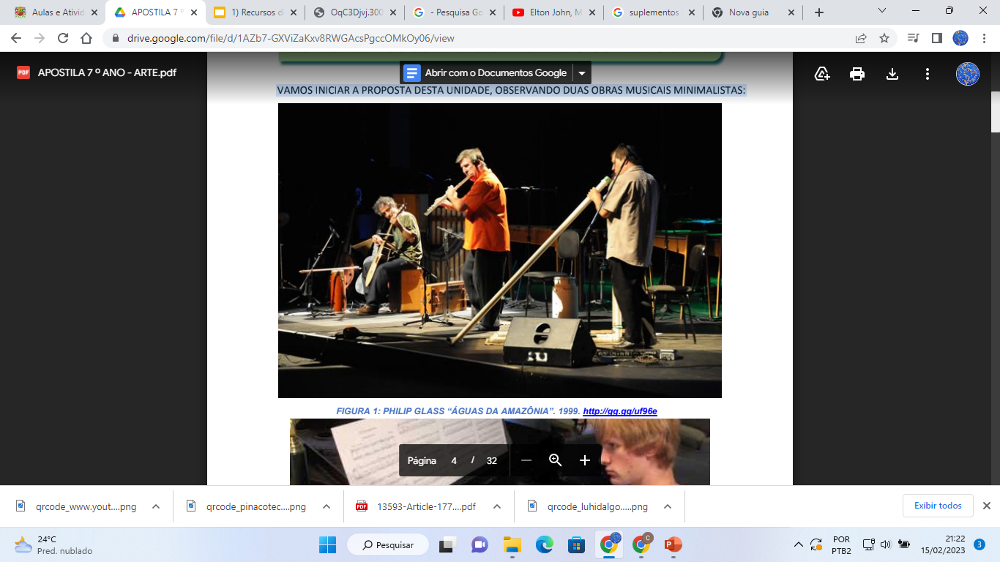 Aulas e Ativid
APOSTILA 7 º
1) Recursos d
OqC3Djvj.300
- Pesquisa Go
Elton John, M
suplementos
Nova guia
drive.google.com/file/d/1AZb7-GXViZaKxv8RWGAcsPgccOMkOy06/view
PDF
APOSTILA 7 º ANO - ARTE.pdf
Abrir com o Documentos Google
VAMOS INICIAR A PROPOSTA DESTA UNIDADE, OBSERVANDO DUAS OBRAS MUSICAIS MINIMALISTAS:
FIGURA 1: PHILIP GLASS “ÁGUAS DA AMAZÔNIA”. 1999. http://gg.gg/uf96e
Página 4 / 32
qrcode_www.yout....png
qrcode_pinacotec....png
PDF
13593-Article-177....pdf
qrcode_luhidalgo.....png
Exibir todos
24°C
Pred. nublado
Pesquisar
C
P
POR
PTB2
21:22
15/02/2023
3